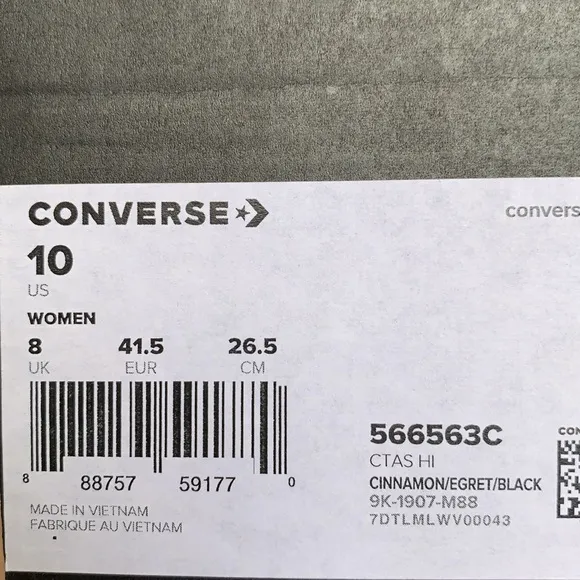 CONVERSE
convers
10
US
WOMEN
8 41.5 26.5
UK EUR CM
8 88757 59177 0
MADE IN VIETNAM
FABRIQUE AU VIETNAM
566563C
CTAS HI
CINNAMON/EGRET/BLACK
9K-1907-M88
7DTLMLWV00043
CON